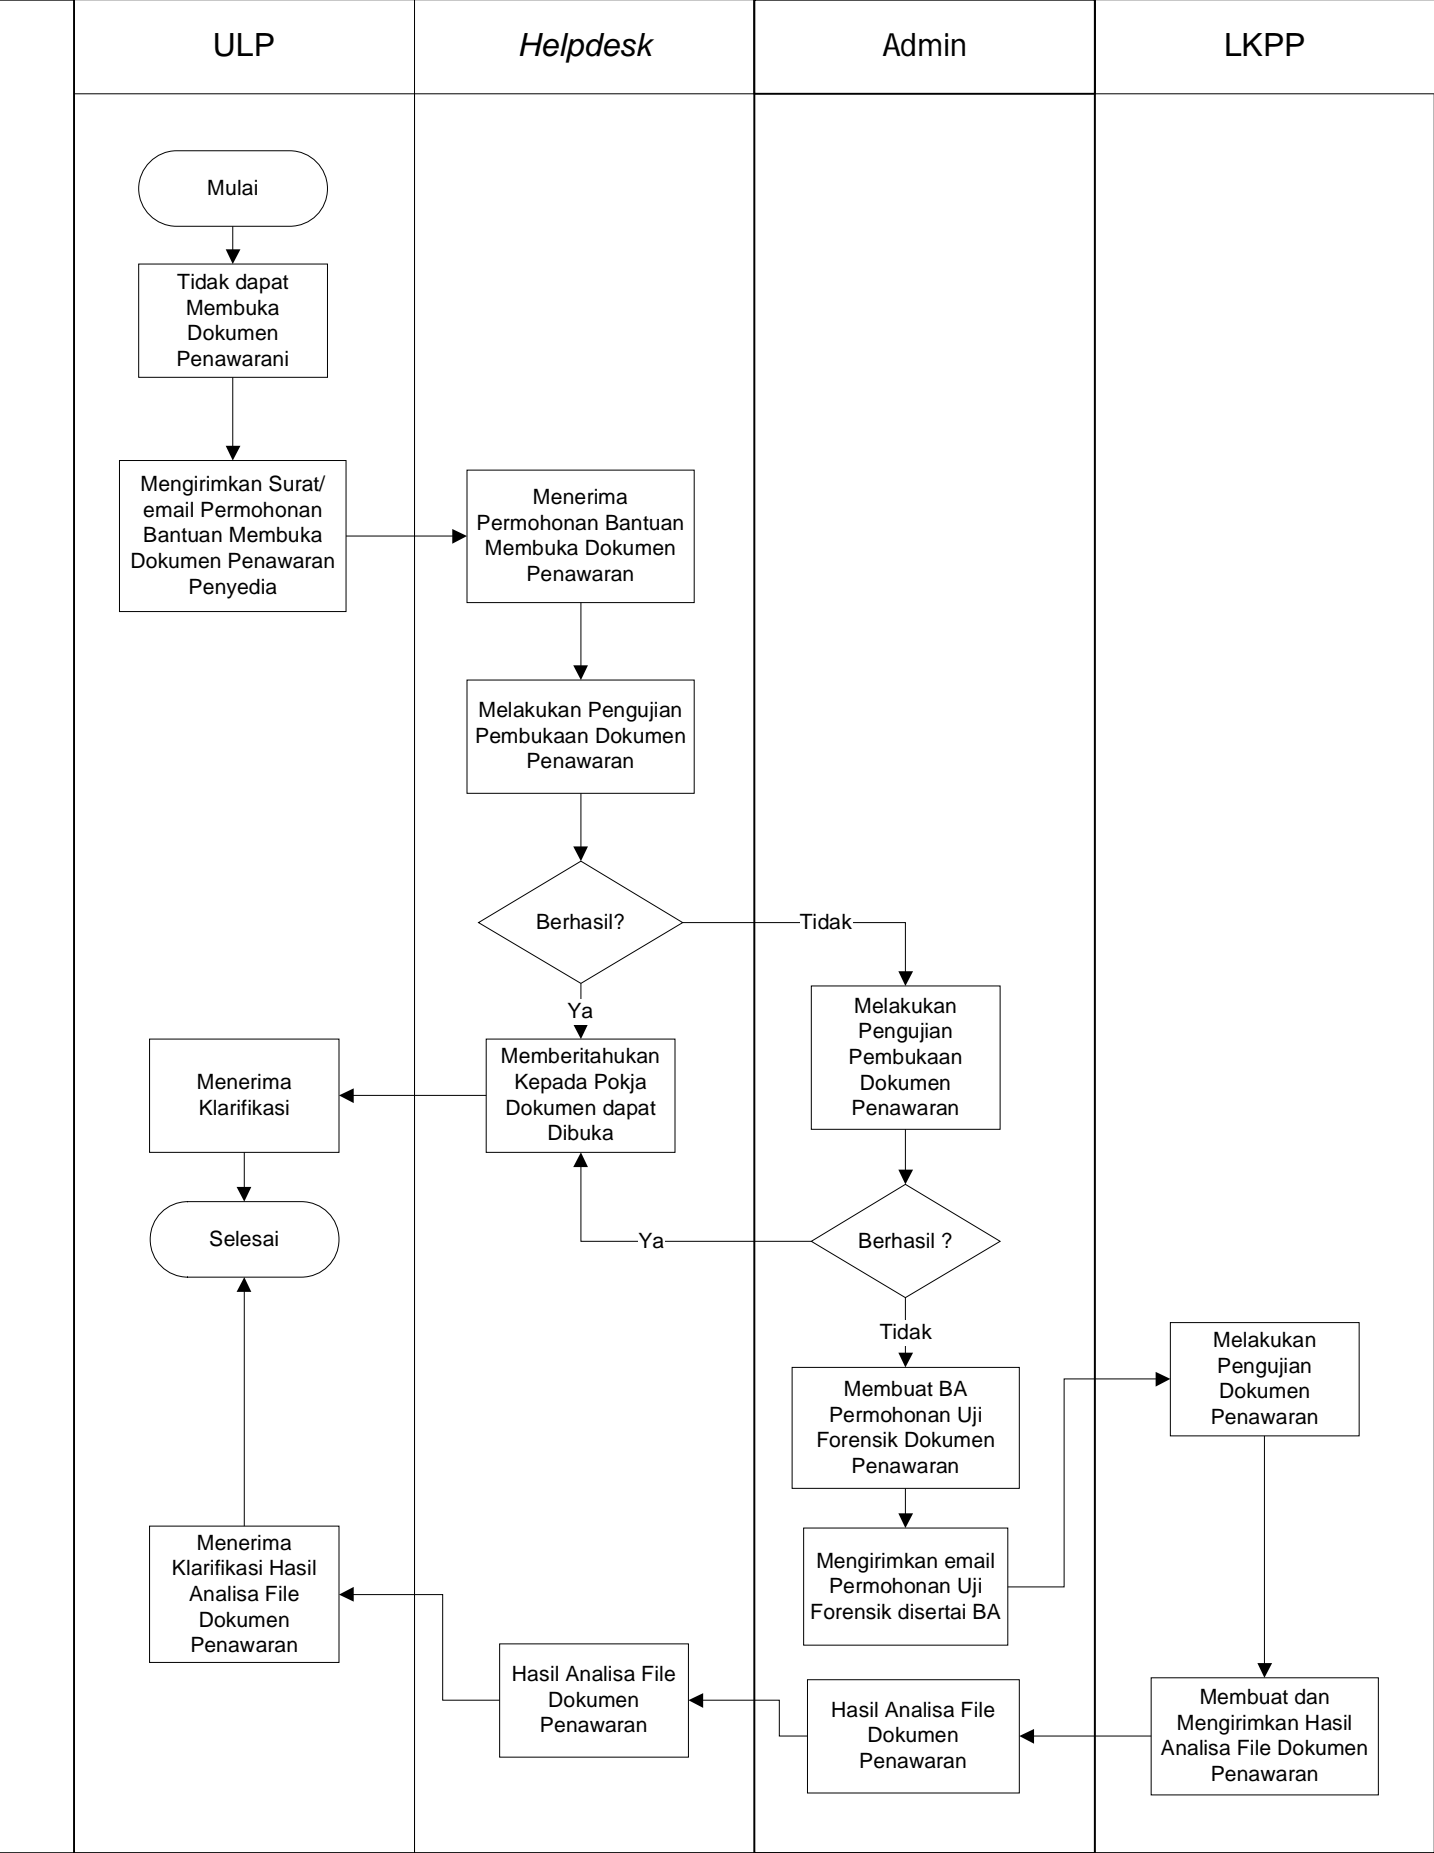 ULP
Helpdesk
Admin
LKPP
Mulai
Tidak dapat
Membuka
Dokumen
Penawarani
Mengirimkan Surat/
email Permohonan
Bantuan Membuka
Dokumen Penawaran
Penyedia
Menerima
Permohonan Bantuan
Membuka Dokumen
Penawaran
Melakukan Pengujian
Pembukaan Dokumen
Penawaran
Berhasil?
Tidak
Ya
Melakukan
Pengujian
Pembukaan
Dokumen
Penawaran
Memberitahukan
Kepada Pokja
Dokumen dapat
Dibuka
Menerima
Klarifikasi
Selesai
Berhasil ?
Ya
Tidak
Membuat BA
Permohonan Uji
Forensik Dokumen
Penawaran
Melakukan
Pengujian
Dokumen
Penawaran
Mengirimkan email
Permohonan Uji
Forensik disertai BA
Menerima
Klarifikasi Hasil
Analisa File
Dokumen
Penawaran
Hasil Analisa File
Dokumen
Penawaran
Hasil Analisa File
Dokumen
Penawaran
Membuat dan
Mengirimkan Hasil
Analisa File Dokumen
Penawaran